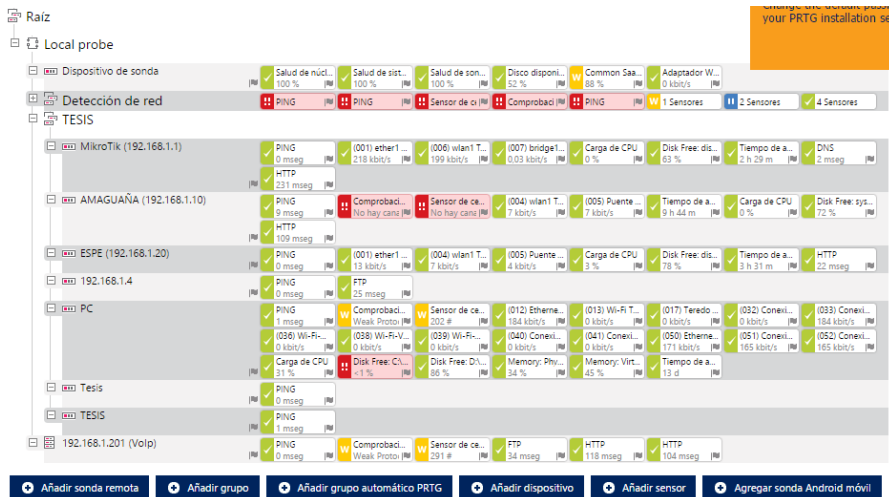 Change the default pass
your PRTG installation se
Raíz
Local probe
Dispositivo de sonda
Salud de núcl... Salud de sist... Salud de son... Disco disponi... Common Saa... Adaptador W...
100 % 100 % 100 % 52 % W 88 % 0 kbit/s
Detección de red
PING PING Sensor de ce Comprobaci PING W 1 Sensores 2 Sensores 4 Sensores
TESIS
MikroTik (192.168.1.1)
PING (001) ether1 ... (006) wlan1 T... (007) bridge1... Carga de CPU Disk Free: dis... Tiempo de a... DNS
0 mseg 218 kbit/s 199 kbit/s 0,03 kbit/s 0 % 63 % 2 h 29 m 2 mseg
HTTP
231 mseg
AMAGUAÑA (192.168.1.10)
PING Comprobaci... Sensor de ce... (004) wlan1 T... (005) Puente ... Tiempo de a... Carga de CPU Disk Free: sys...
9 mseg No hay cana No hay cana 7 kbit/s 7 kbit/s 9 h 44 m 0 % 72 %
HTTP
109 mseg
ESPE (192.168.1.20)
PING (001) ether1 ... (004) wlan1 T... (005) Puente ... Carga de CPU Disk Free: dis... Tiempo de a... HTTP
0 mseg 13 kbit/s 7 kbit/s 4 kbit/s 3 % 78 % 3 h 31 m 22 mseg
192.168.1.4
PING FTP
0 mseg 25 mseg
PC
PING Comprobaci... Sensor de ce... (012) Etherne... (013) Wi-Fi T... (017) Teredo ... (032) Conexi... (033) Conexi...
1 mseg W Weak Protoc W 202 # 184 kbit/s 0 kbit/s 0 kbit/s 0 kbit/s 184 kbit/s
(036) Wi-Fi-... (038) Wi-Fi-V... (039) Wi-Fi-... (040) Conexi... (041) Conexi... (050) Etherne... (051) Conexi... (052) Conexi...
0 kbit/s 0 kbit/s 0 kbit/s 0 kbit/s 0 kbit/s 171 kbit/s 165 kbit/s 165 kbit/s
Carga de CPU Disk Free: C:\... Disk Free: D:\... Memory: Phy... Memory: Virt... Tiempo de a...
31 % <1 % 86 % 34 % 45 % 13 d
Tesis
PING
0 mseg
TESIS
PING
1 mseg
192.168.1.201 (VoIp)
PING Comprobaci... Sensor de ce... FTP HTTP HTTP
0 mseg W Weak Protoc W 291 # 34 mseg 118 mseg 104 mseg
Añadir sonda remota Añadir grupo Añadir grupo automático PRTG Añadir dispositivo Añadir sensor Agregar sonda Android móvil